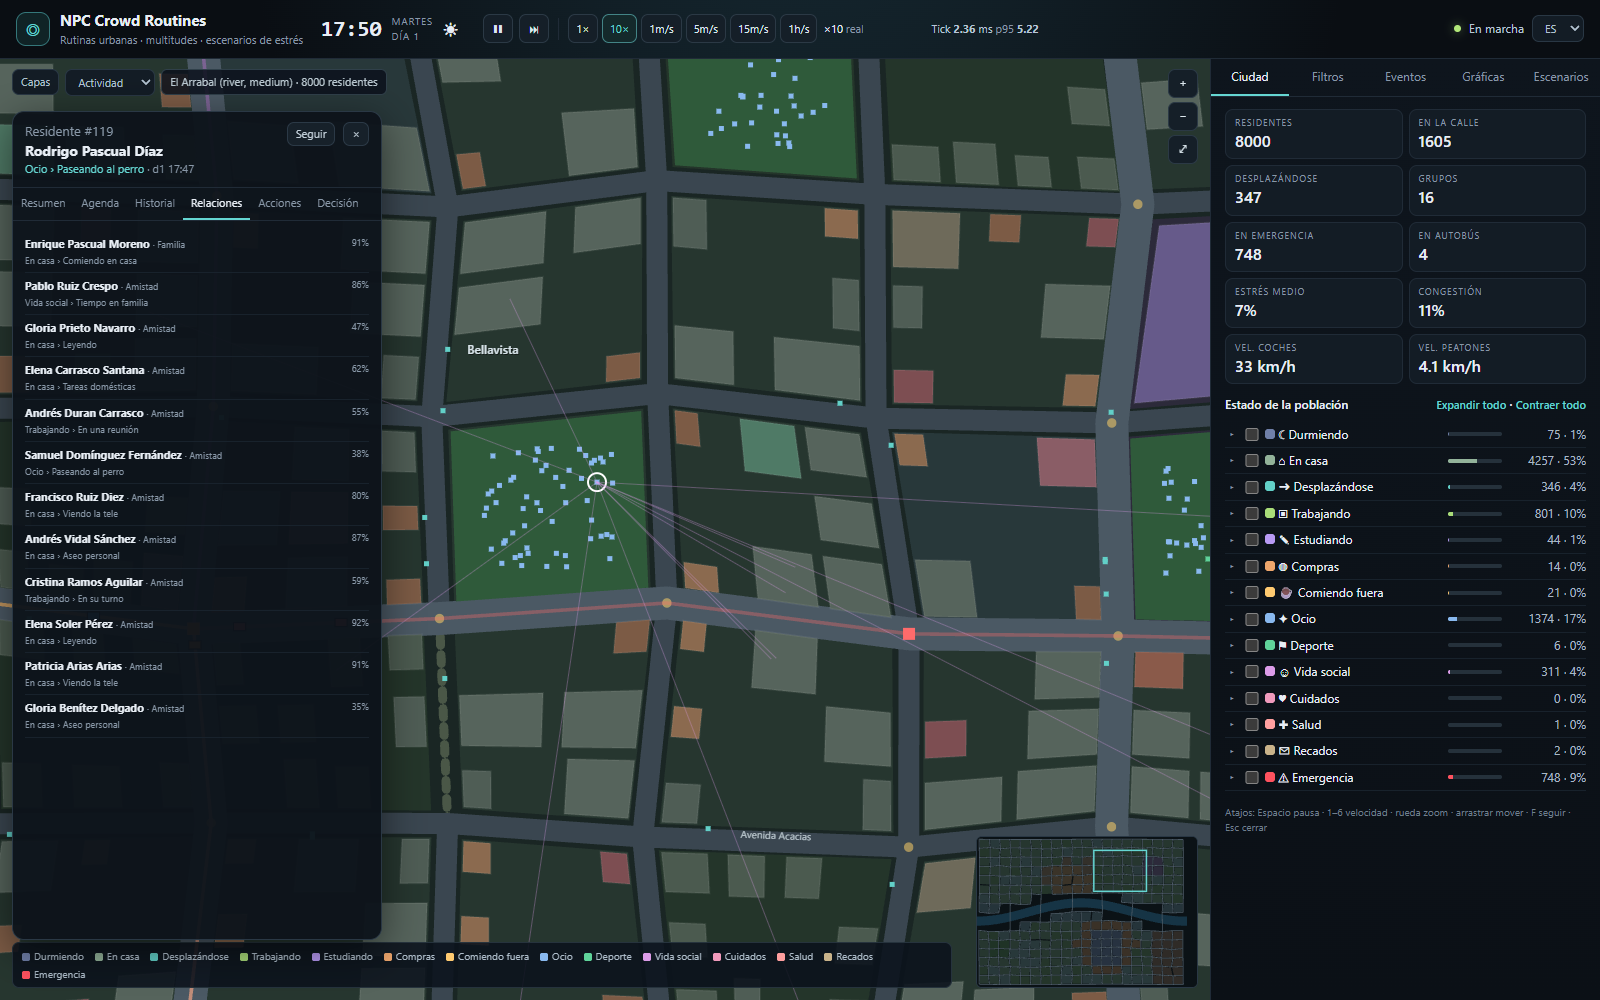 NPC Crowd Routines
Rutinas urbanas · multitudes · escenarios de estrés
17:50
MARTES
DÍA 1
1×
10×
1m/s
5m/s
15m/s
1h/s
×10 real
Tick 2.36 ms p95 5.22
En marcha
ES
Capas
Actividad
El Arrabal (river, medium) · 8000 residentes
Residente #119
Rodrigo Pascual Díaz
Ocio › Paseando al perro · d1 17:47
Seguir
×
Resumen
Agenda
Historial
Relaciones
Acciones
Decisión
Enrique Pascual Moreno · Familia 91%
En casa › Comiendo en casa
Pablo Ruiz Crespo · Amistad 86%
Vida social › Tiempo en familia
Gloria Prieto Navarro · Amistad 47%
En casa › Leyendo
Elena Carrasco Santana · Amistad 62%
En casa › Tareas domésticas
Andrés Duran Carrasco · Amistad 55%
Trabajando › En una reunión
Samuel Domínguez Fernández · Amistad 38%
Ocio › Paseando al perro
Francisco Ruiz Díez · Amistad 80%
En casa › Viendo la tele
Andrés Vidal Sánchez · Amistad 87%
En casa › Aseo personal
Cristina Ramos Aguilar · Amistad 59%
Trabajando › En su turno
Elena Soler Pérez · Amistad 92%
En casa › Leyendo
Patricia Arias Arias · Amistad 91%
En casa › Viendo la tele
Gloria Benítez Delgado · Amistad 35%
En casa › Aseo personal
Bellavista
Avenida Acacias
+
−
Durmiendo
En casa
Desplazándose
Trabajando
Estudiando
Compras
Comiendo fuera
Ocio
Deporte
Vida social
Cuidados
Salud
Recados
Emergencia
Ciudad
Filtros
Eventos
Gráficas
Escenarios
RESIDENTES
8000
EN LA CALLE
1605
DESPLAZÁNDOSE
347
GRUPOS
16
EN EMERGENCIA
748
EN AUTOBÚS
4
ESTRÉS MEDIO
7%
CONGESTIÓN
11%
VEL. COCHES
33 km/h
VEL. PEATONES
4.1 km/h
Estado de la población
Expandir todo · Contraer todo
Durmiendo 75 · 1%
En casa 4257 · 53%
Desplazándose 346 · 4%
Trabajando 801 · 10%
Estudiando 44 · 1%
Compras 14 · 0%
Comiendo fuera 21 · 0%
Ocio 1374 · 17%
Deporte 6 · 0%
Vida social 311 · 4%
Cuidados 0 · 0%
Salud 1 · 0%
Recados 2 · 0%
Emergencia 748 · 9%
Atajos: Espacio pausa · 1–6 velocidad · rueda zoom · arrastrar mover · F seguir ·
Esc cerrar